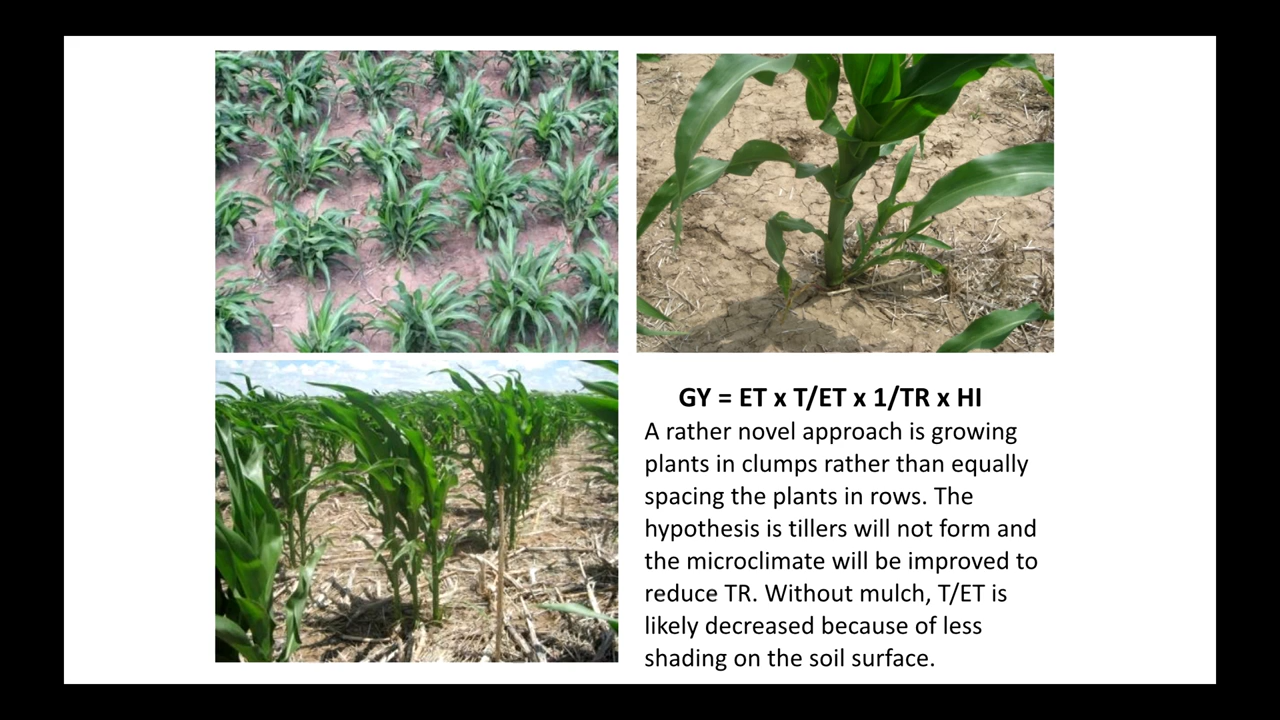 GY = ET x T/ET x 1/TR x HI
A rather novel approach is growing
plants in clumps rather than equally
spacing the plants in rows. The
hypothesis is tillers will not form and
the microclimate will be improved to
reduce TR. Without mulch, T/ET is
likely decreased because of less
shading on the soil surface.